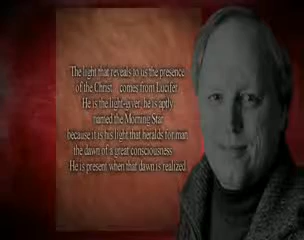 The light that reveals to us the presence
of the Christ... comes from Lucifer.
He is the light-giver, he is aptly
named the Morning Star
because it is his light that heralds for man
the dawn of a great consciousness...
He is present when that dawn is realized.